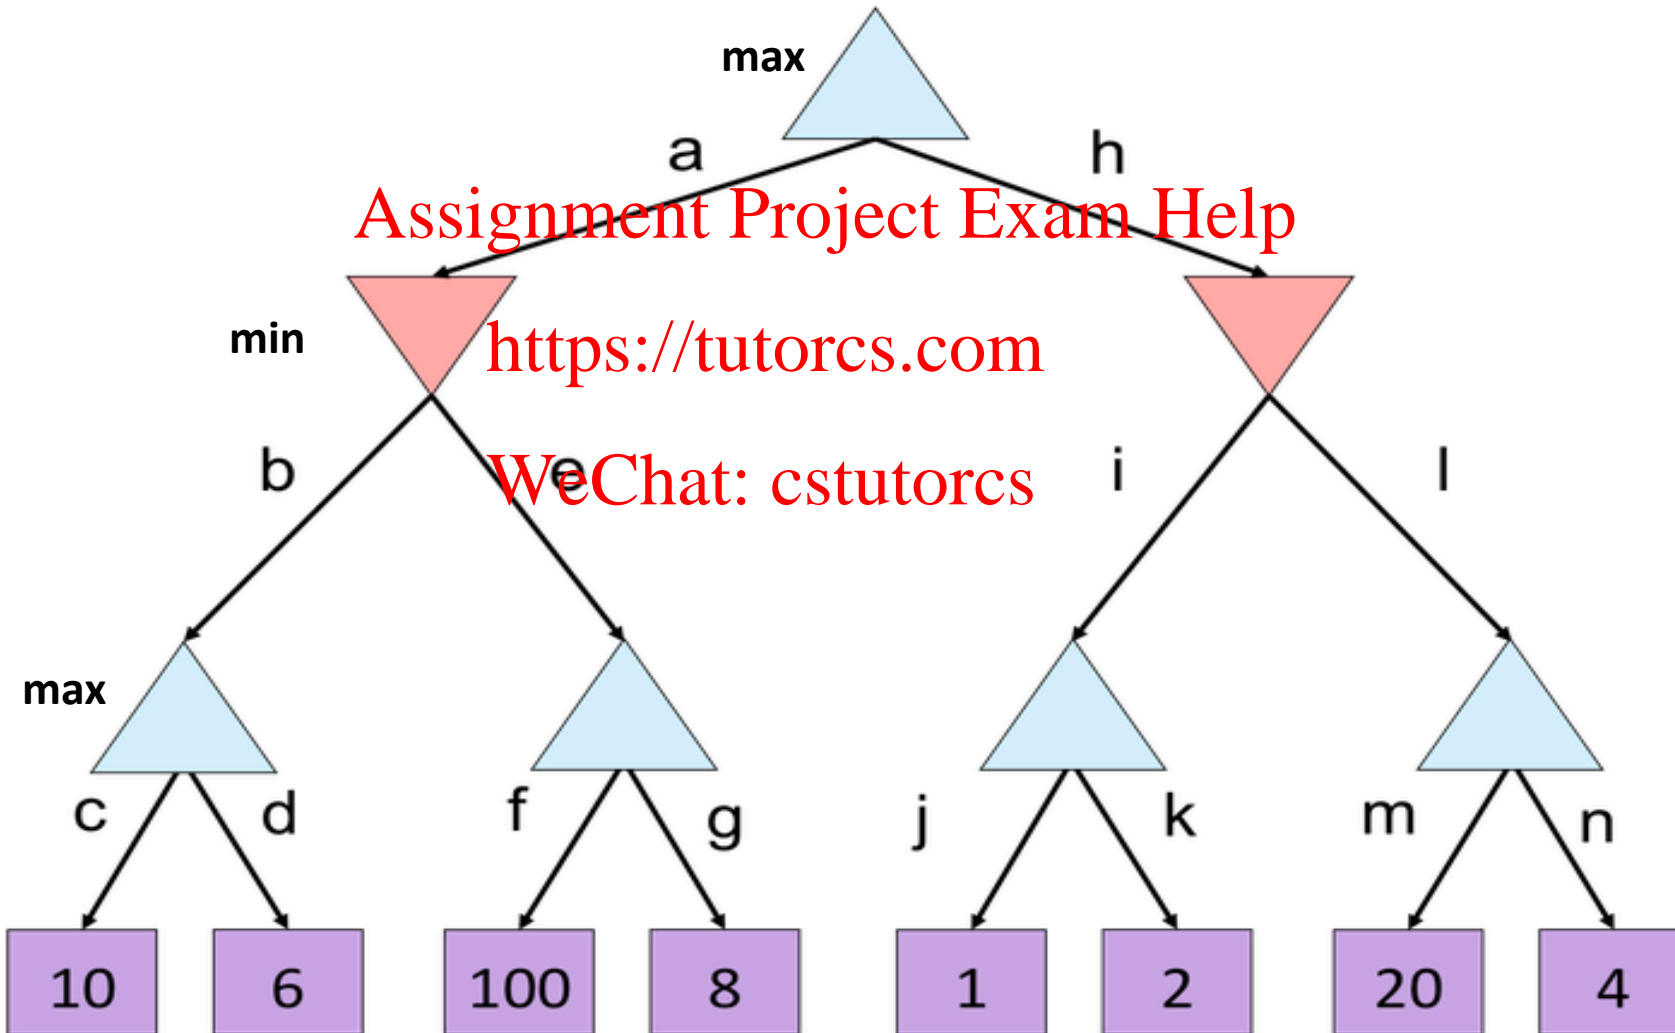 max
a
h
Assignment Project Exam Help
min
https://tutorcs.com
b
e
WeChat: cstutorcs
i
l
max
c
d
f
g
j
k
m
n
10
6
100
8
1
2
20
4